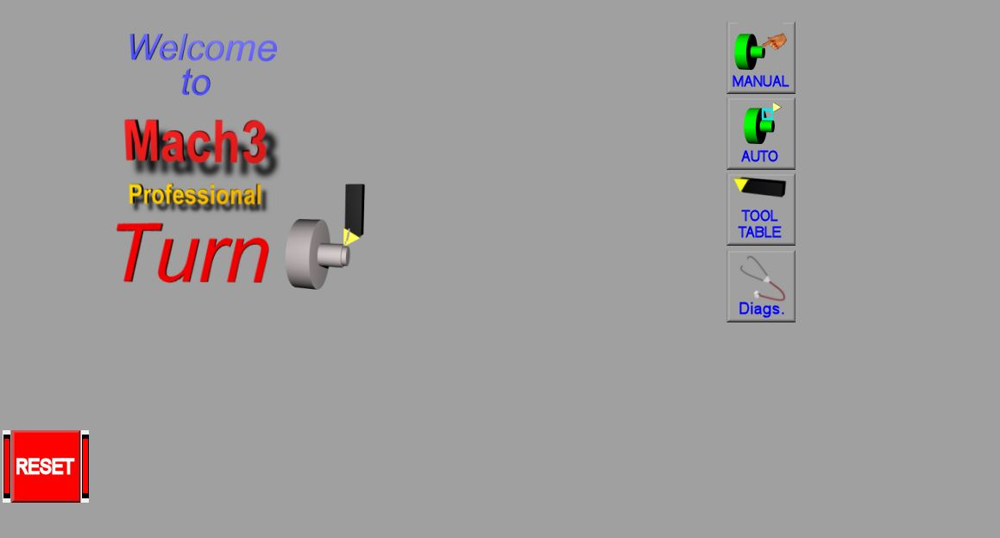 Welcome
to
Mach3
Professional
Turn
MANUAL
AUTO
TOOL
TABLE
Diags.
RESET